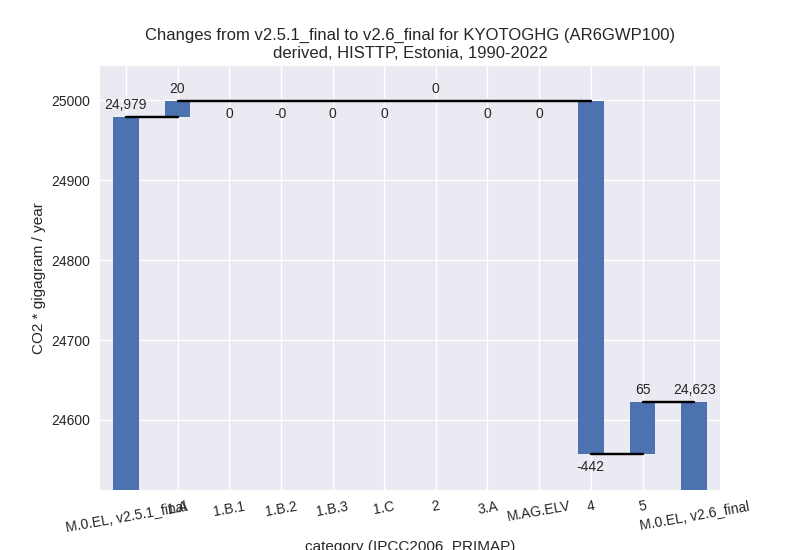 Changes from v2.5.1_final to v2.6_final for KYOTOGHG (AR6GWP100)
derived, HISTTP, Estonia, 1990-2022
CO2 * gigagram / year
25000
24900
24800
24700
24600
24,979
20
0
-0
0
0
0
0
0
-442
65
24,623
M.0.EL, v2.5.1_final
1.A
1.B.1
1.B.2
1.B.3
1.C
2
3.A
M.AG.ELV
4
5
M.0.EL, v2.6_final
category (IPCC2006_PRIMAP)